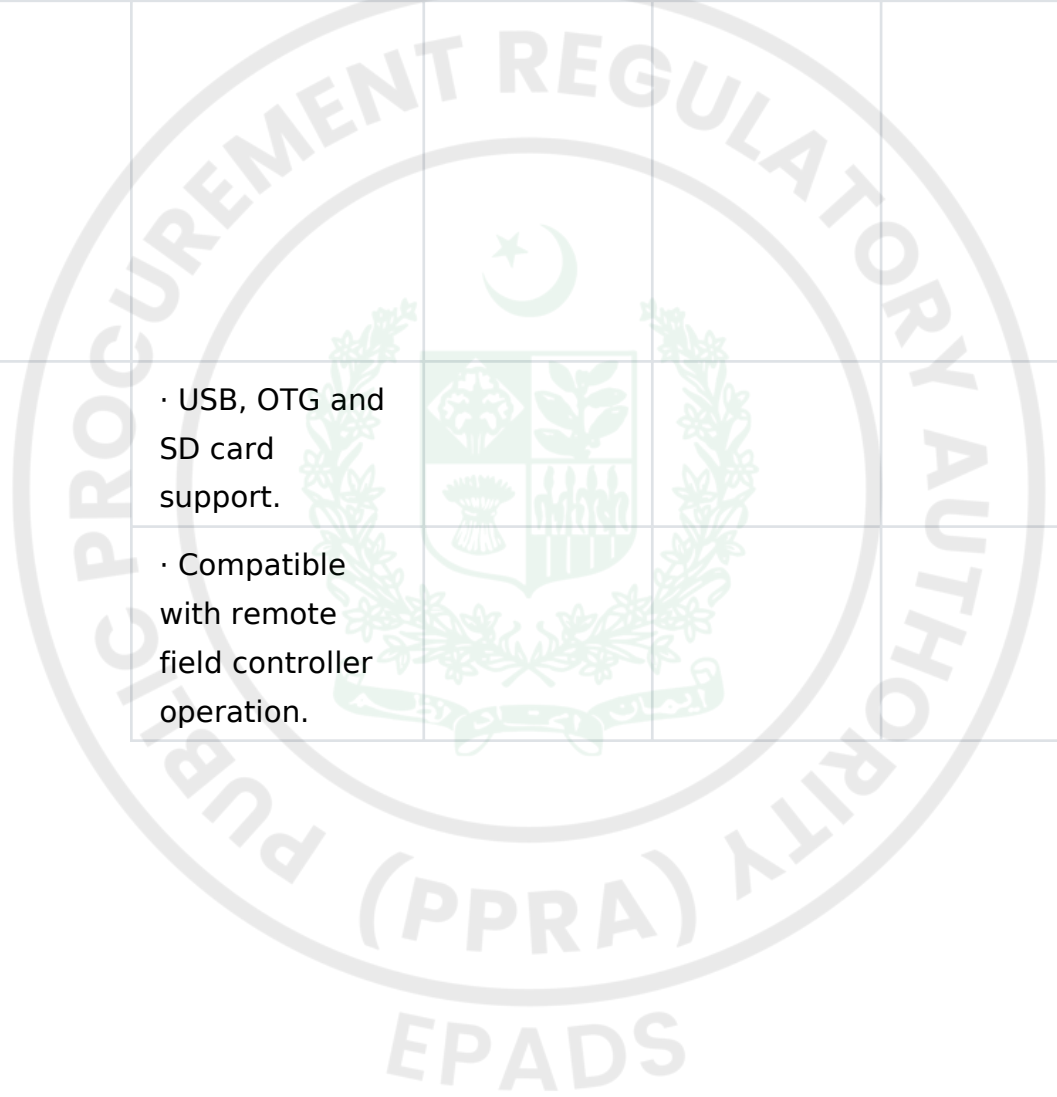 · USB, OTG and
SD card
support.
· Compatible
with remote
field controller
operation.
PUBLIC PROCUREMENT REGULATORY AUTHORITY
(PPRA)
EPADS